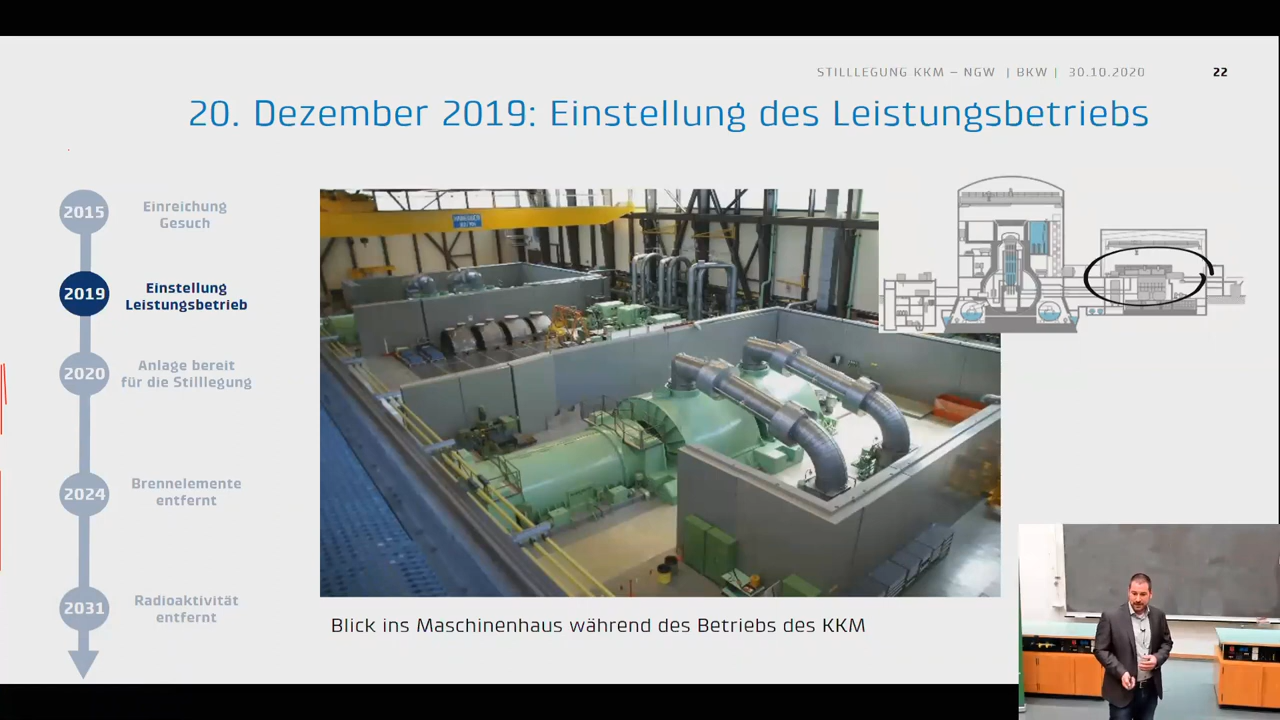 STILLLEGUNG KKM – NGW | BKW | 30.10.2020 22
20. Dezember 2019: Einstellung des Leistungsbetriebs
2015
Einreichung
Gesuch
2019
Einstellung
Leistungsbetrieb
2020
Anlage bereit
für die Stilllegung
2024
Brennelemente
entfernt
2031
Radioaktivität
entfernt
Blick ins Maschinenhaus während des Betriebs des KKM